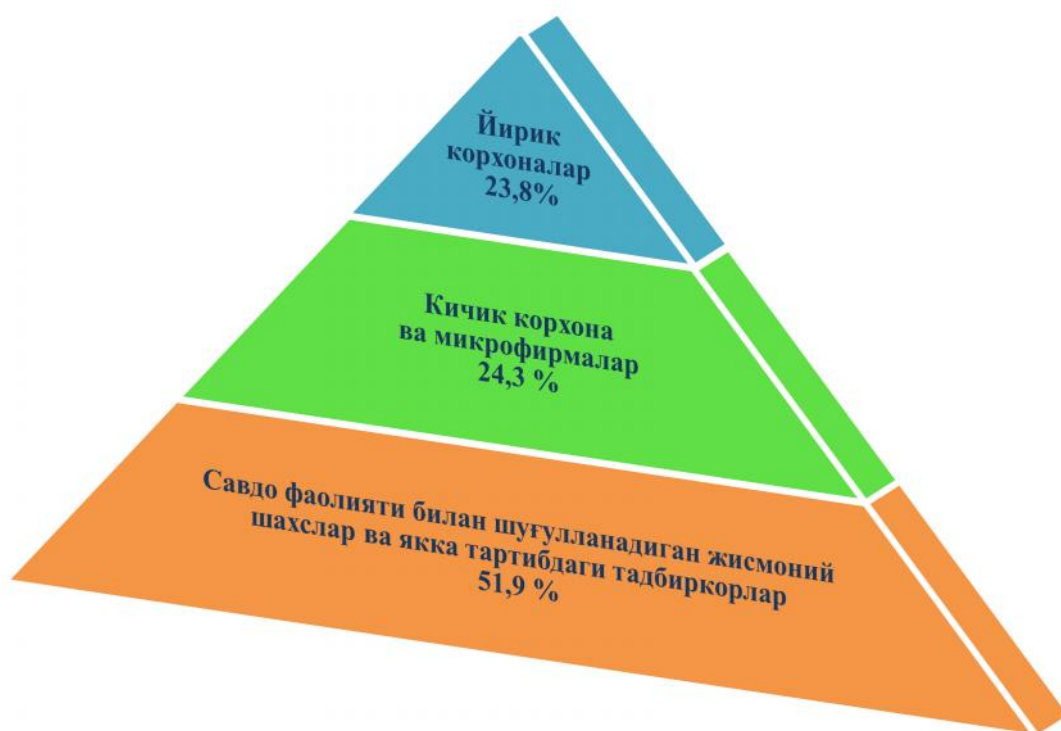 Йирик
корхоналар
23,8%
Кичик корхона
ва микрофирмалар
24,3 %
Савдо фаолияти билан шуғулланадиган жисмоний
шахслар ва якка тартибдаги тадбиркорлар
51,9 %